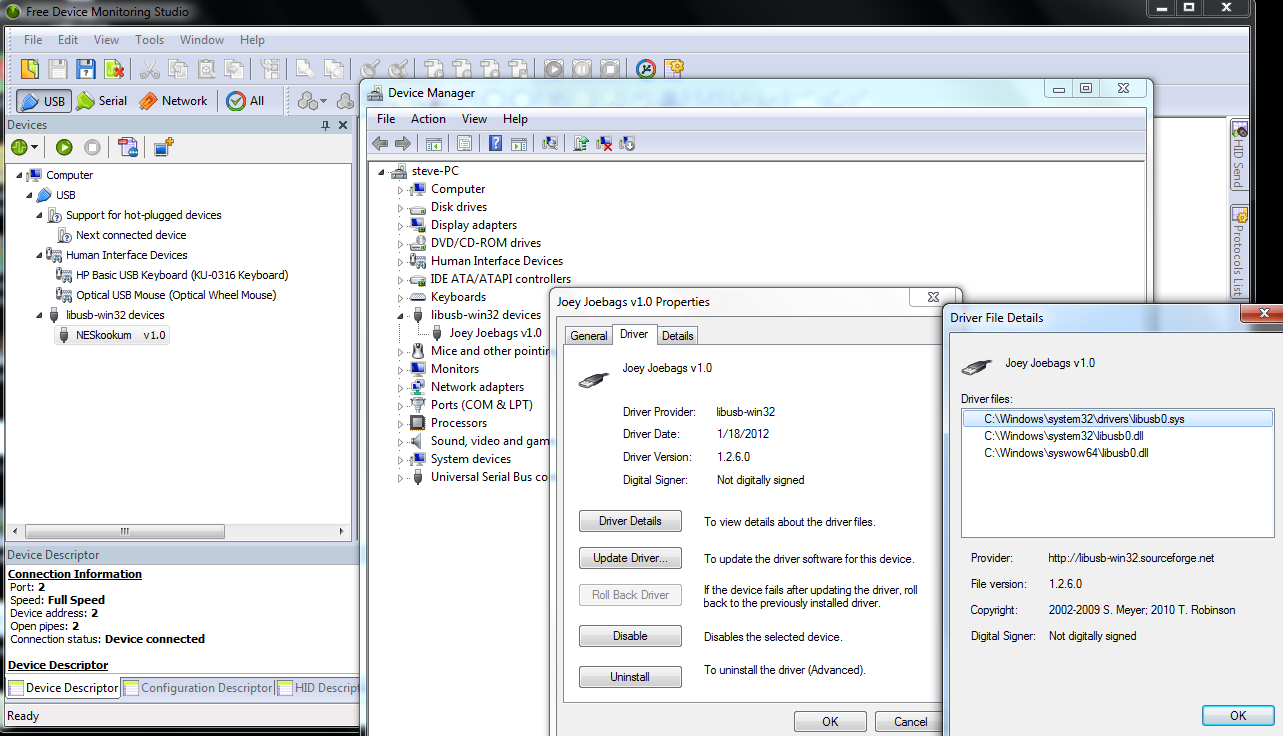 Free Device Monitoring Studio
File Edit View Tools Window Help
USB Serial Network All
Devices
Computer
USB
Support for hot-plugged devices
Next connected device
Human Interface Devices
HP Basic USB Keyboard (KU-0316 Keyboard)
Optical USB Mouse (Optical Wheel Mouse)
libusb-win32 devices
NESkookum v1.0
Device Descriptor
Connection Information
Port: 2
Speed: Full Speed
Device address: 2
Open pipes: 2
Connection status: Device connected
Device Descriptor
Device Descriptor Configuration Descriptor HID Descript
Ready
Device Manager
File Action View Help
steve-PC
Computer
Disk drives
Display adapters
DVD/CD-ROM drives
Human Interface Devices
IDE ATA/ATAPI controllers
Keyboards
libusb-win32 devices
Joey Joebags v1.0
Mice and other pointin
Monitors
Network adapters
Ports (COM & LPT)
Processors
Sound, video and gam
System devices
Universal Serial Bus co
HID Send
Protocols List
Joey Joebags v1.0 Properties
General Driver Details
Joey Joebags v1.0
Driver Provider: libusb-win32
Driver Date: 1/18/2012
Driver Version: 1.2.6.0
Digital Signer: Not digitally signed
Driver Details To view details about the driver files.
Update Driver... To update the driver software for this device.
Roll Back Driver If the device fails after updating the driver, roll
back to the previously installed driver.
Disable Disables the selected device.
Uninstall To uninstall the driver (Advanced).
OK Cancel
Driver File Details
Joey Joebags v1.0
Driver files:
C:\Windows\system32\drivers\libusb0.sys
C:\Windows\system32\libusb0.dll
C:\Windows\syswow64\libusb0.dll
Provider: http://libusb-win32.sourceforge.net
File version: 1.2.6.0
Copyright: 2002-2009 S. Meyer; 2010 T. Robinson
Digital Signer: Not digitally signed
OK